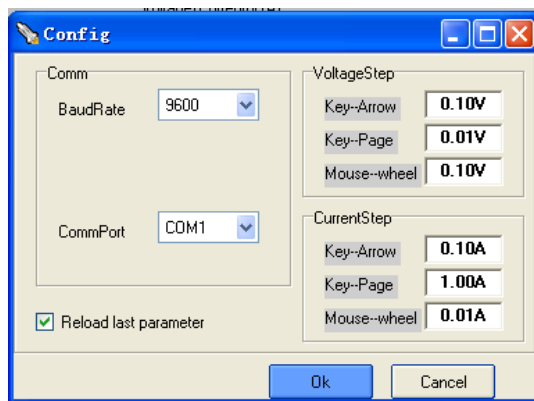 Config
Comm
BaudRate
9600
CommPort
COM1
Reload last parameter
VoltageStep
Key--Arrow 0.10V
Key--Page 0.01V
Mouse--wheel 0.10V
CurrentStep
Key--Arrow 0.10A
Key--Page 1.00A
Mouse--wheel 0.01A
Ok
Cancel